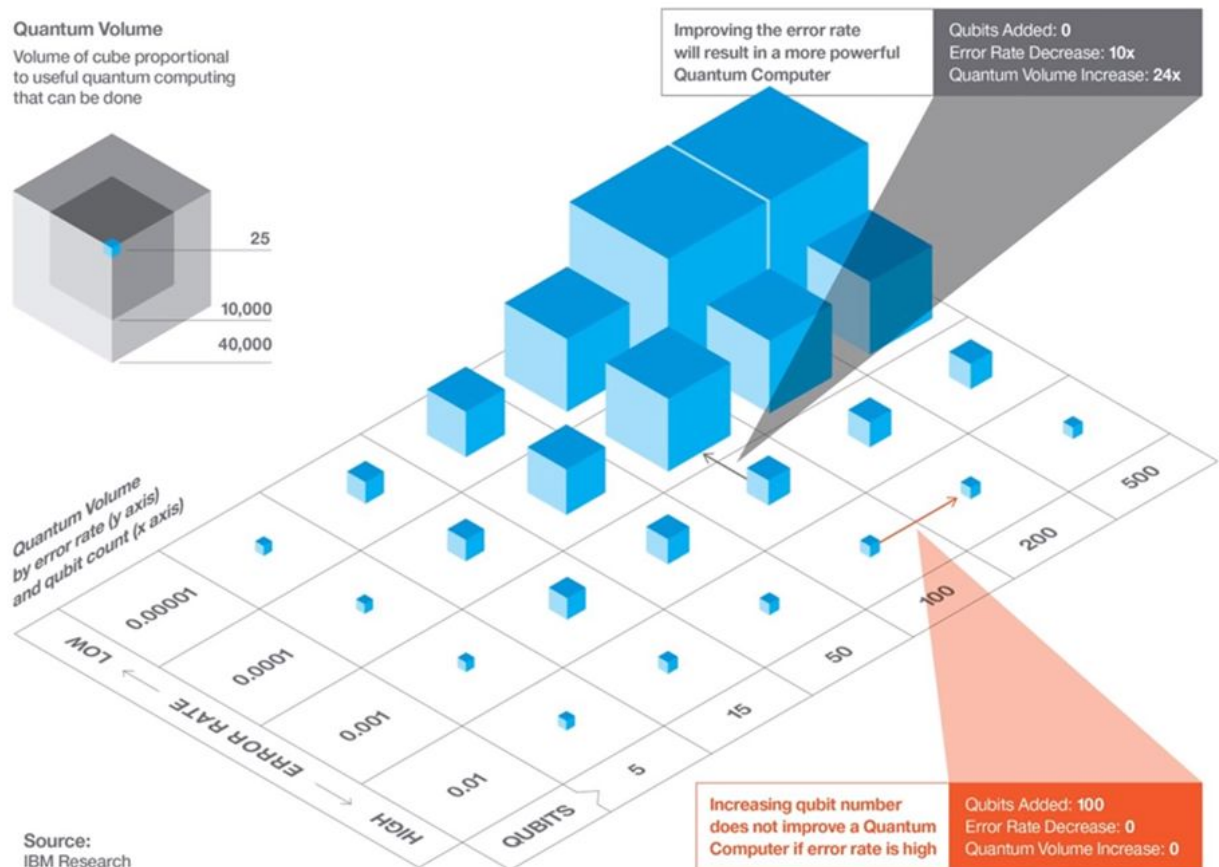 Quantum Volume
Volume of cube proportional
to useful quantum computing
that can be done
25
10,000
40,000
Improving the error rate
will result in a more powerful
Quantum Computer
Qubits Added: 0
Error Rate Decrease: 10x
Quantum Volume Increase: 24x
Quantum Volume
by error rate (y axis)
and qubit count (x axis)
LOW
ERROR RATE
HIGH
0.00001
0.0001
0.001
0.01
QUBITS
5
15
50
100
200
500
Increasing qubit number
does not improve a Quantum
Computer if error rate is high
Qubits Added: 100
Error Rate Decrease: 0
Quantum Volume Increase: 0
Source:
IBM Research